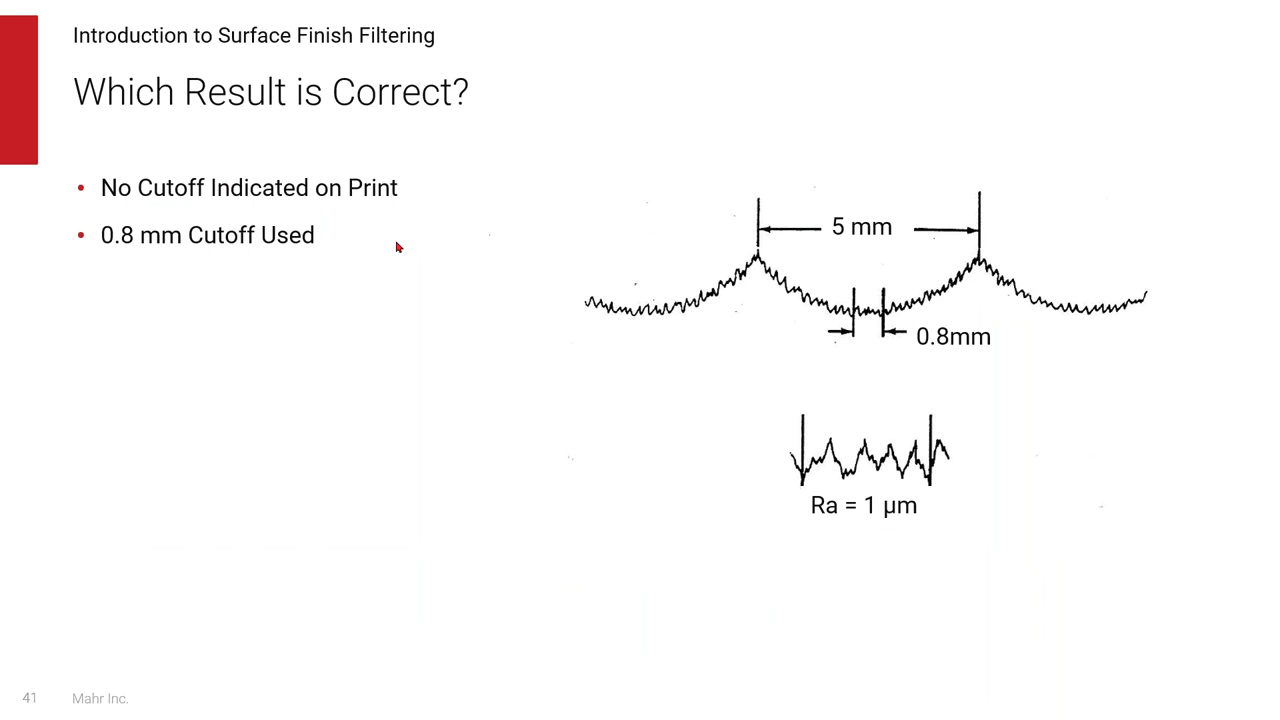 Introduction to Surface Finish Filtering
Which Result is Correct?
• No Cutoff Indicated on Print
• 0.8 mm Cutoff Used
5 mm
0.8mm
Ra = 1 µm
41 Mahr Inc.